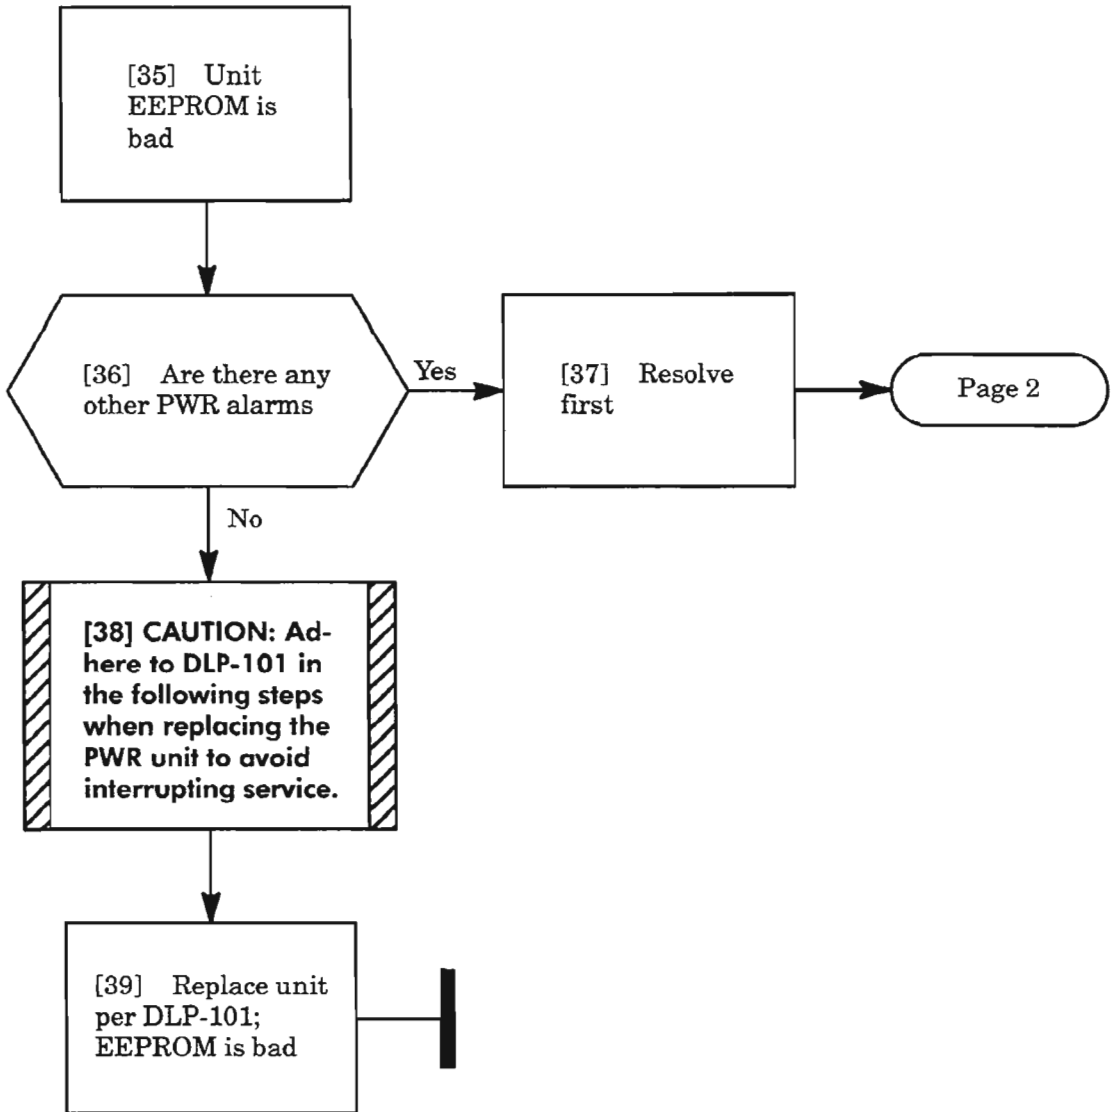 [35] Unit
EEPROM is
bad
[36] Are there any
other PWR alarms
Yes
[37] Resolve
first
Page 2
No
[38] CAUTION: Ad-
here to DLP-101 in
the following steps
when replacing the
PWR unit to avoid
interrupting service.
[39] Replace unit
per DLP-101;
EEPROM is bad